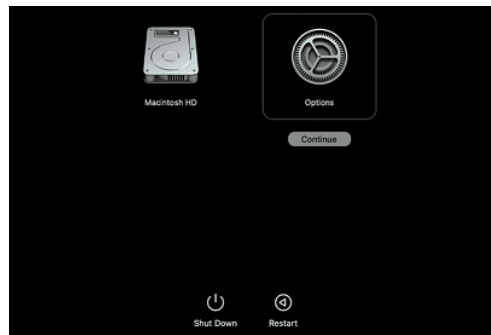 Macintosh HD
Options
Continue
Shut Down
Restart